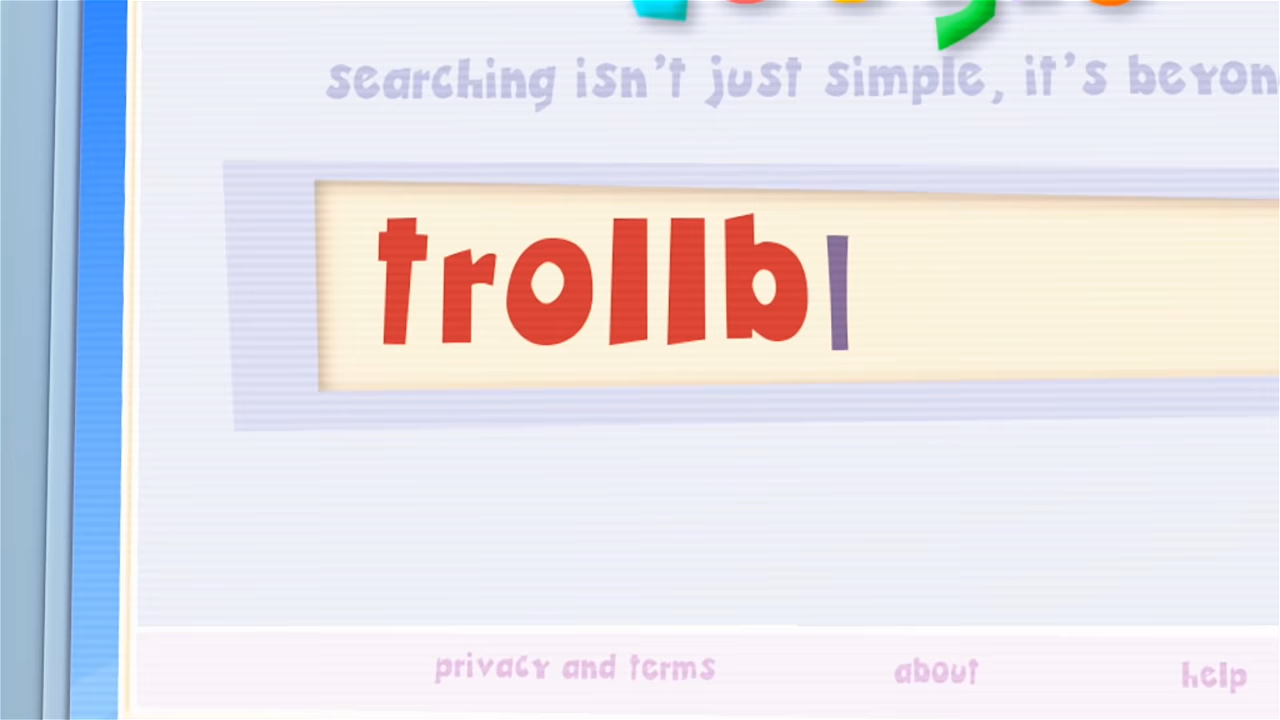 searching isn't just simple, it's beyon
trollb
privacy and terms about help